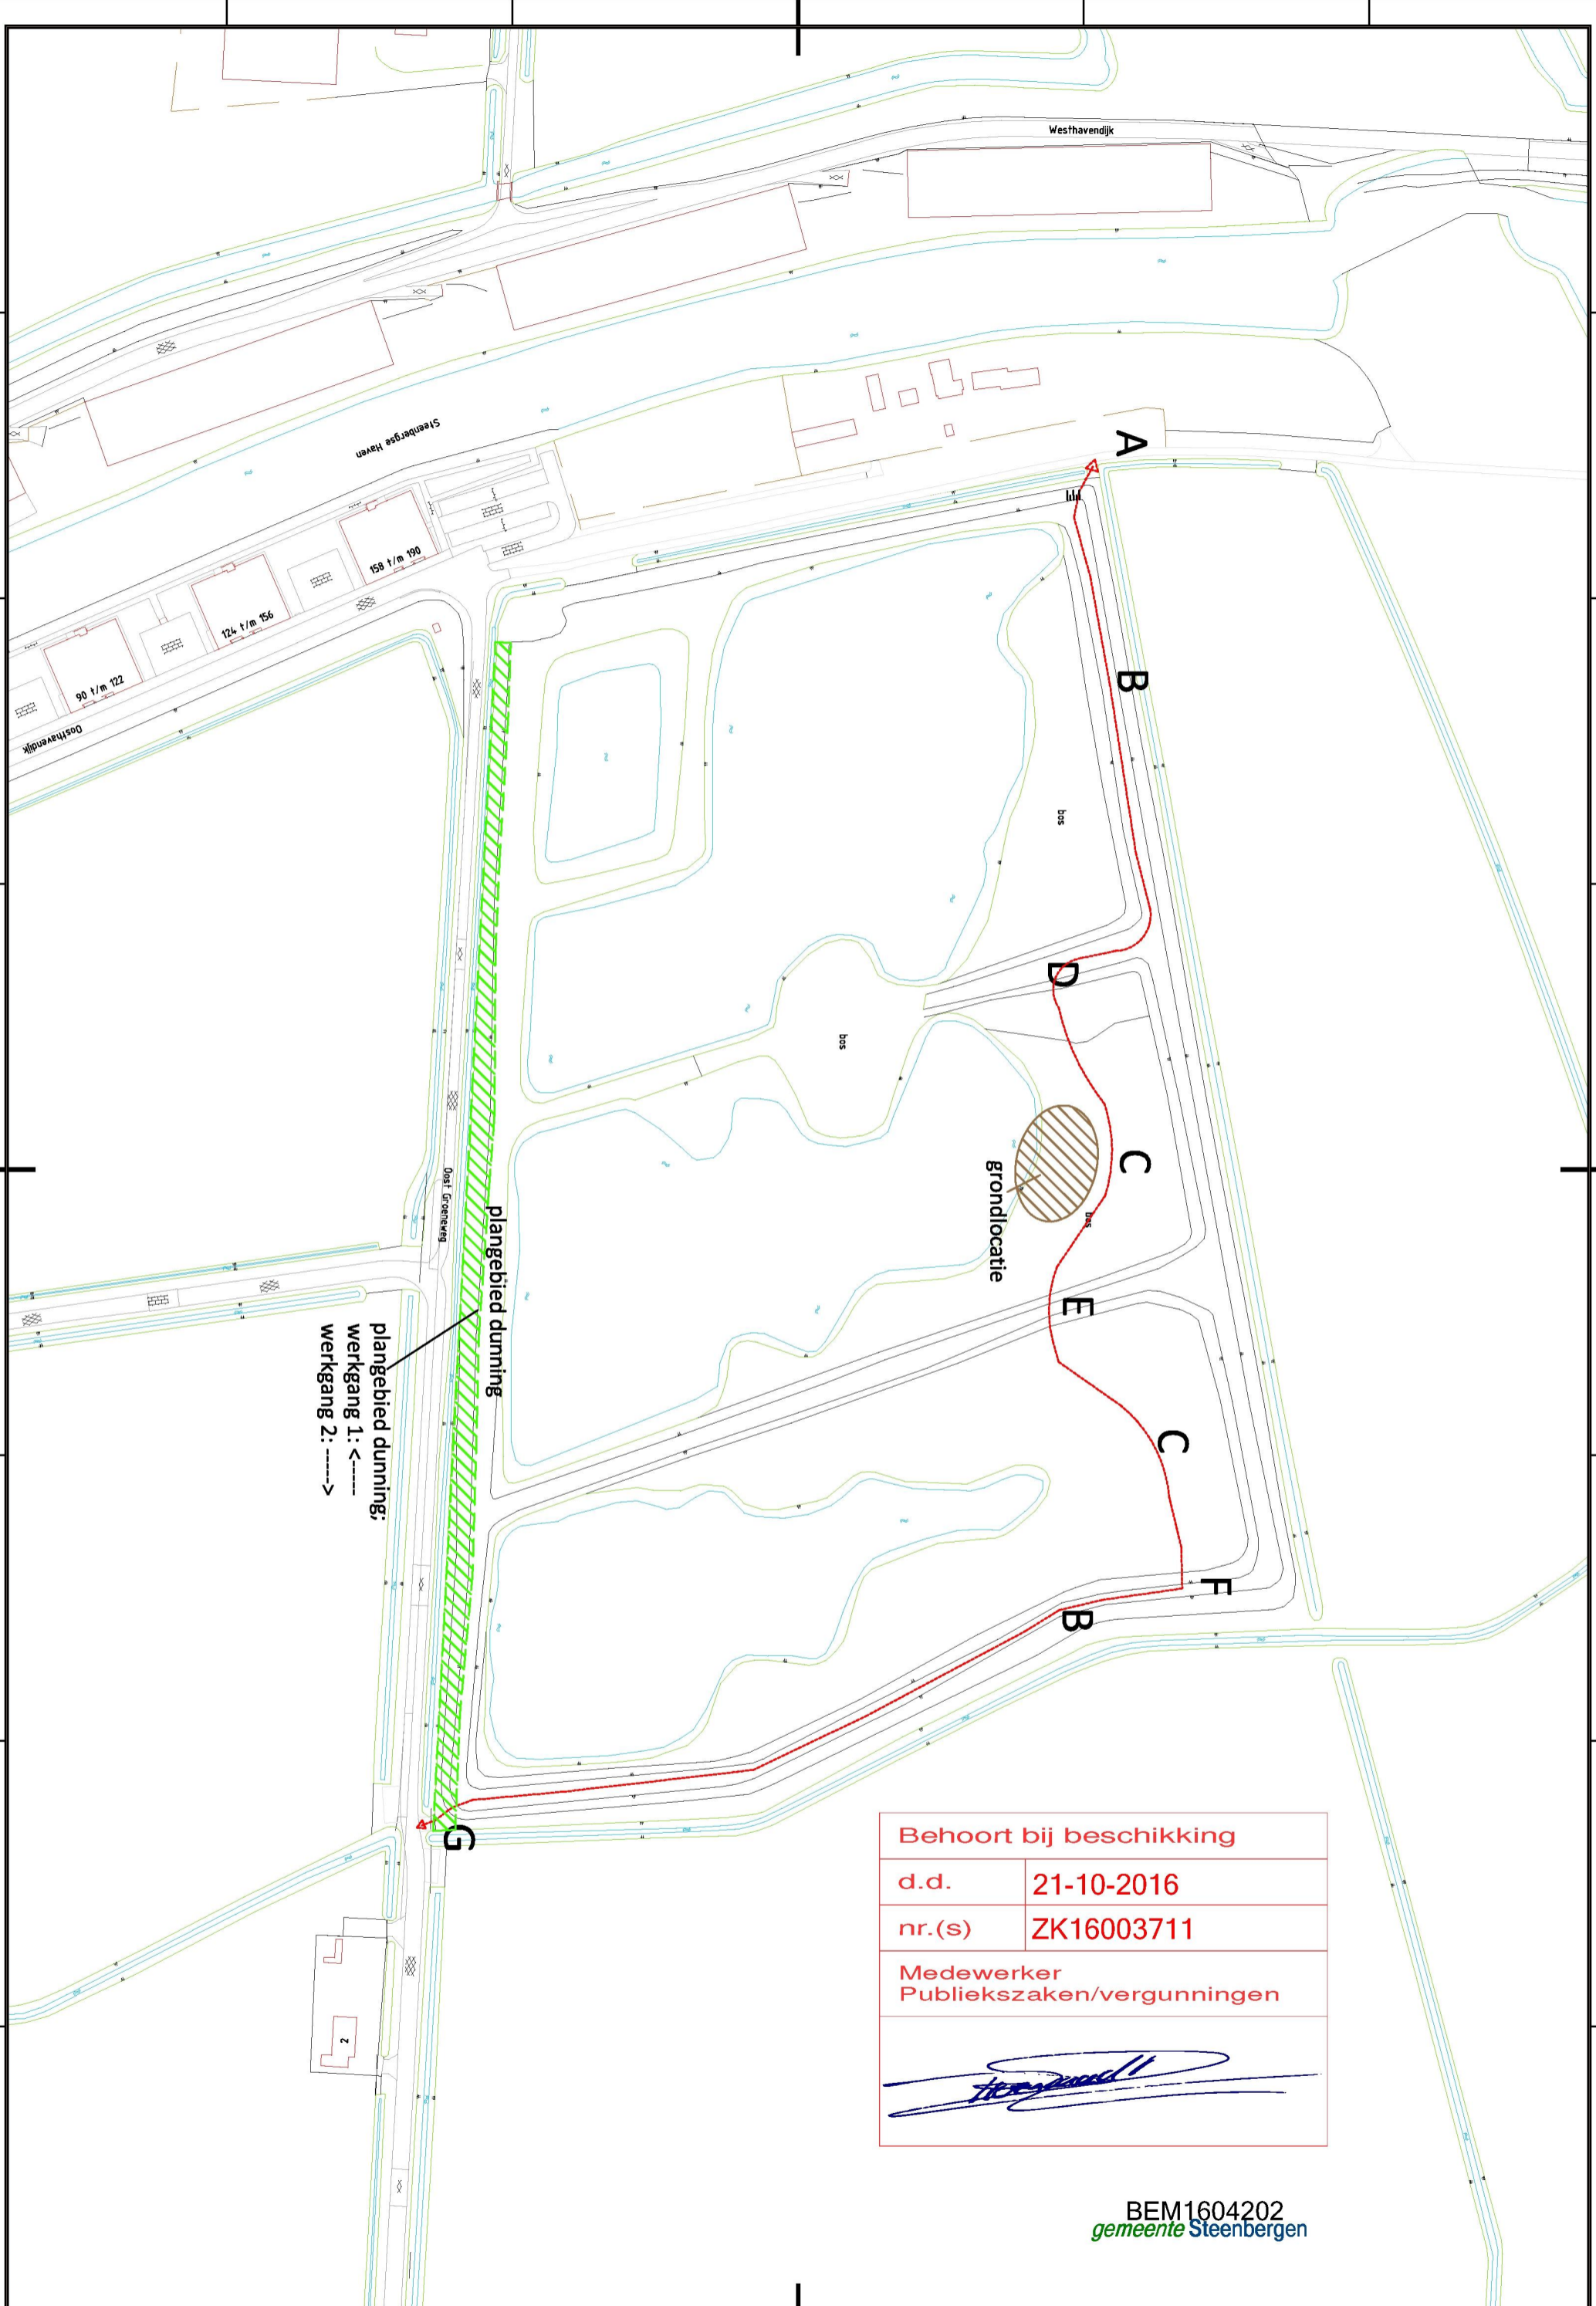 Westhavendijk
Steenbergse Haven
158 t/m 190
124 t/m 156
90 t/m 122
Oosthavendijk
A
B
bos
D
bos
C
grondlocatie
bos
Oost Groeneweg
plangebied dunning
E
plangebied dunning;
werkgang 1: <-----
werkgang 2: ----->
C
F
B
G
2
Behoort bij beschikking
d.d. 21-10-2016
nr.(s) ZK16003711
Medewerker
Publiekszaken/vergunningen
BEM1604202
gemeente Steenbergen